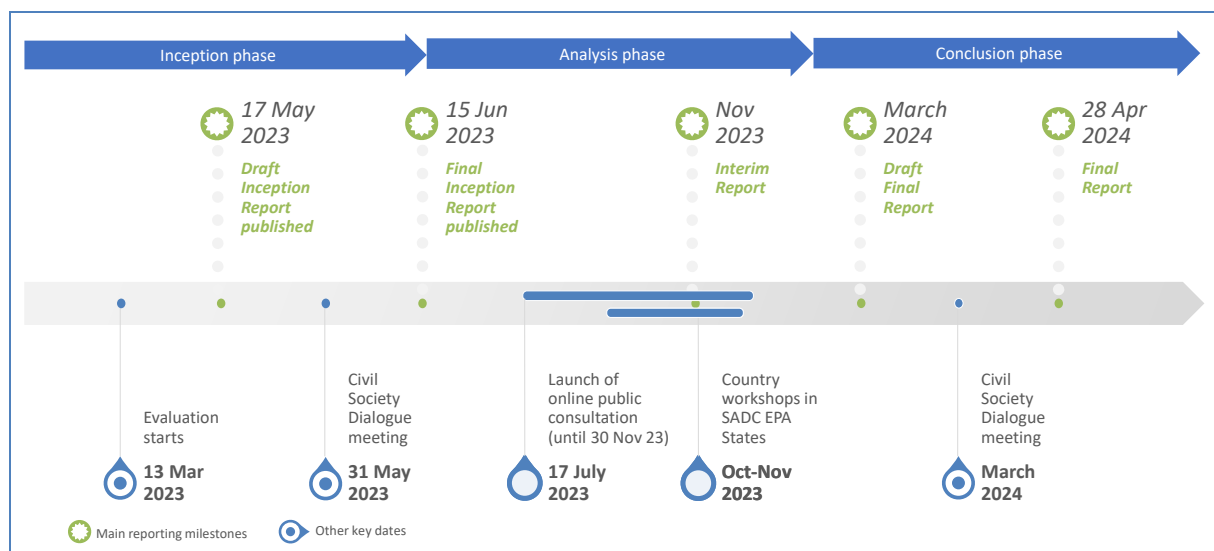 Inception phase
Analysis phase
Conclusion phase
17 May
2023
Draft
Inception
Report
published
15 Jun
2023
Final
Inception
Report
published
Nov
2023
Interim
Report
March
2024
Draft
Final
Report
28 Apr
2024
Final
Report
Evaluation
starts
13 Mar
2023
Civil
Society
Dialogue
meeting
31 May
2023
Launch of
online public
consultation
(until 30 Nov 23)
17 July
2023
Country
workshops in
SADC EPA
States
Oct-Nov
2023
Civil
Society
Dialogue
meeting
March
2024
Main reporting milestones
Other key dates